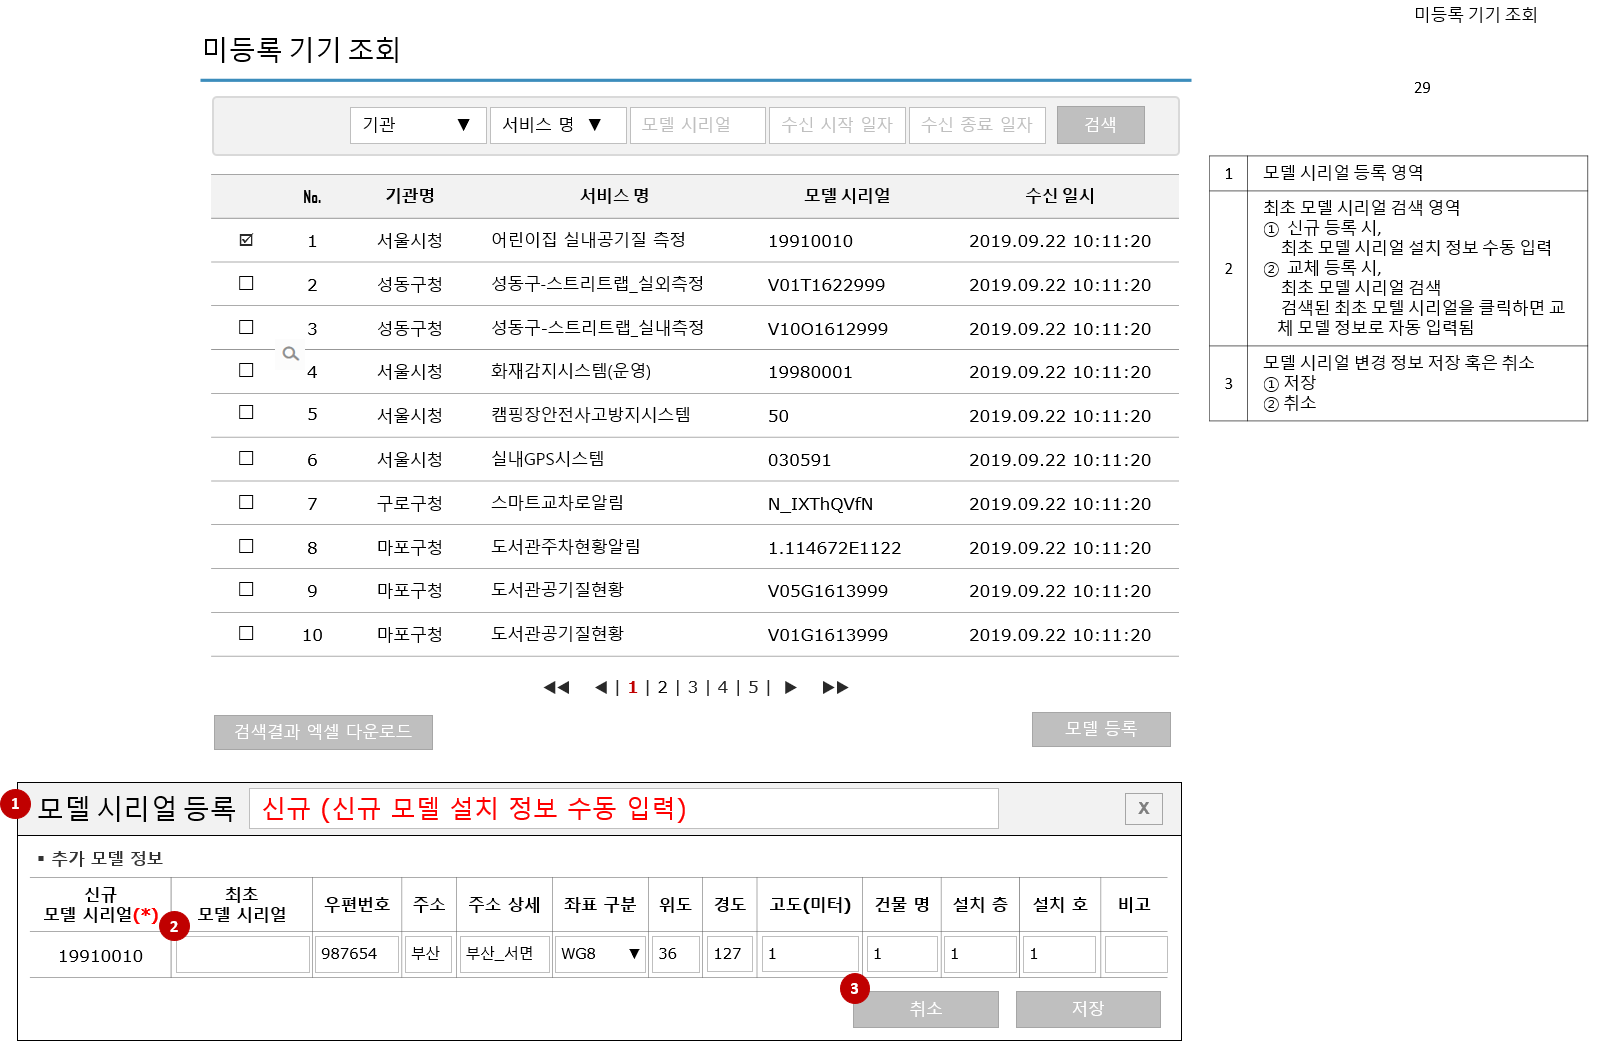 미등록 기기 조회
29
미등록 기기 조회
기관 ▼ 서비스 명 ▼ 모델 시리얼 수신 시작 일자 수신 종료 일자 검색
No. 기관명 서비스 명 모델 시리얼 수신 일시
1 서울시청 어린이집 실내공기질 측정 19910010 2019.09.22 10:11:20
2 성동구청 성동구-스트리트랩_실외측정 V01T1622999 2019.09.22 10:11:20
3 성동구청 성동구-스트리트랩_실내측정 V10O1612999 2019.09.22 10:11:20
4 서울시청 화재감지시스템(운영) 19980001 2019.09.22 10:11:20
5 서울시청 캠핑장안전사고방지시스템 50 2019.09.22 10:11:20
6 서울시청 실내GPS시스템 030591 2019.09.22 10:11:20
7 구로구청 스마트교차로알림 N_IXThQVfN 2019.09.22 10:11:20
8 마포구청 도서관주차현황알림 1.114672E1122 2019.09.22 10:11:20
9 마포구청 도서관공기질현황 V05G1613999 2019.09.22 10:11:20
10 마포구청 도서관공기질현황 V01G1613999 2019.09.22 10:11:20
◀◀ ◀ | 1 | 2 | 3 | 4 | 5 | ▶ ▶▶
검색결과 엑셀 다운로드 모델 등록
1 모델 시리얼 등록 영역
2 최초 모델 시리얼 검색 영역
① 신규 등록 시,
최초 모델 시리얼 설치 정보 수동 입력
② 교체 등록 시,
최초 모델 시리얼 검색
검색된 최초 모텔 시리얼을 클릭하면 교
체 모델 정보로 자동 입력됨
3 모델 시리얼 변경 정보 저장 혹은 취소
① 저장
② 취소
1 모델 시리얼 등록 신규 (신규 모델 설치 정보 수동 입력) X
▪ 추가 모델 정보
신규
모델 시리얼(*)
최초
모델 시리얼
우편번호 주소 주소 상세 좌표 구분 위도 경도 고도(미터) 건물 명 설치 층 설치 호 비고
2
19910010 987654 부산 부산_서면 WG8 ▼ 36 127 1 1 1 1
3 취소 저장